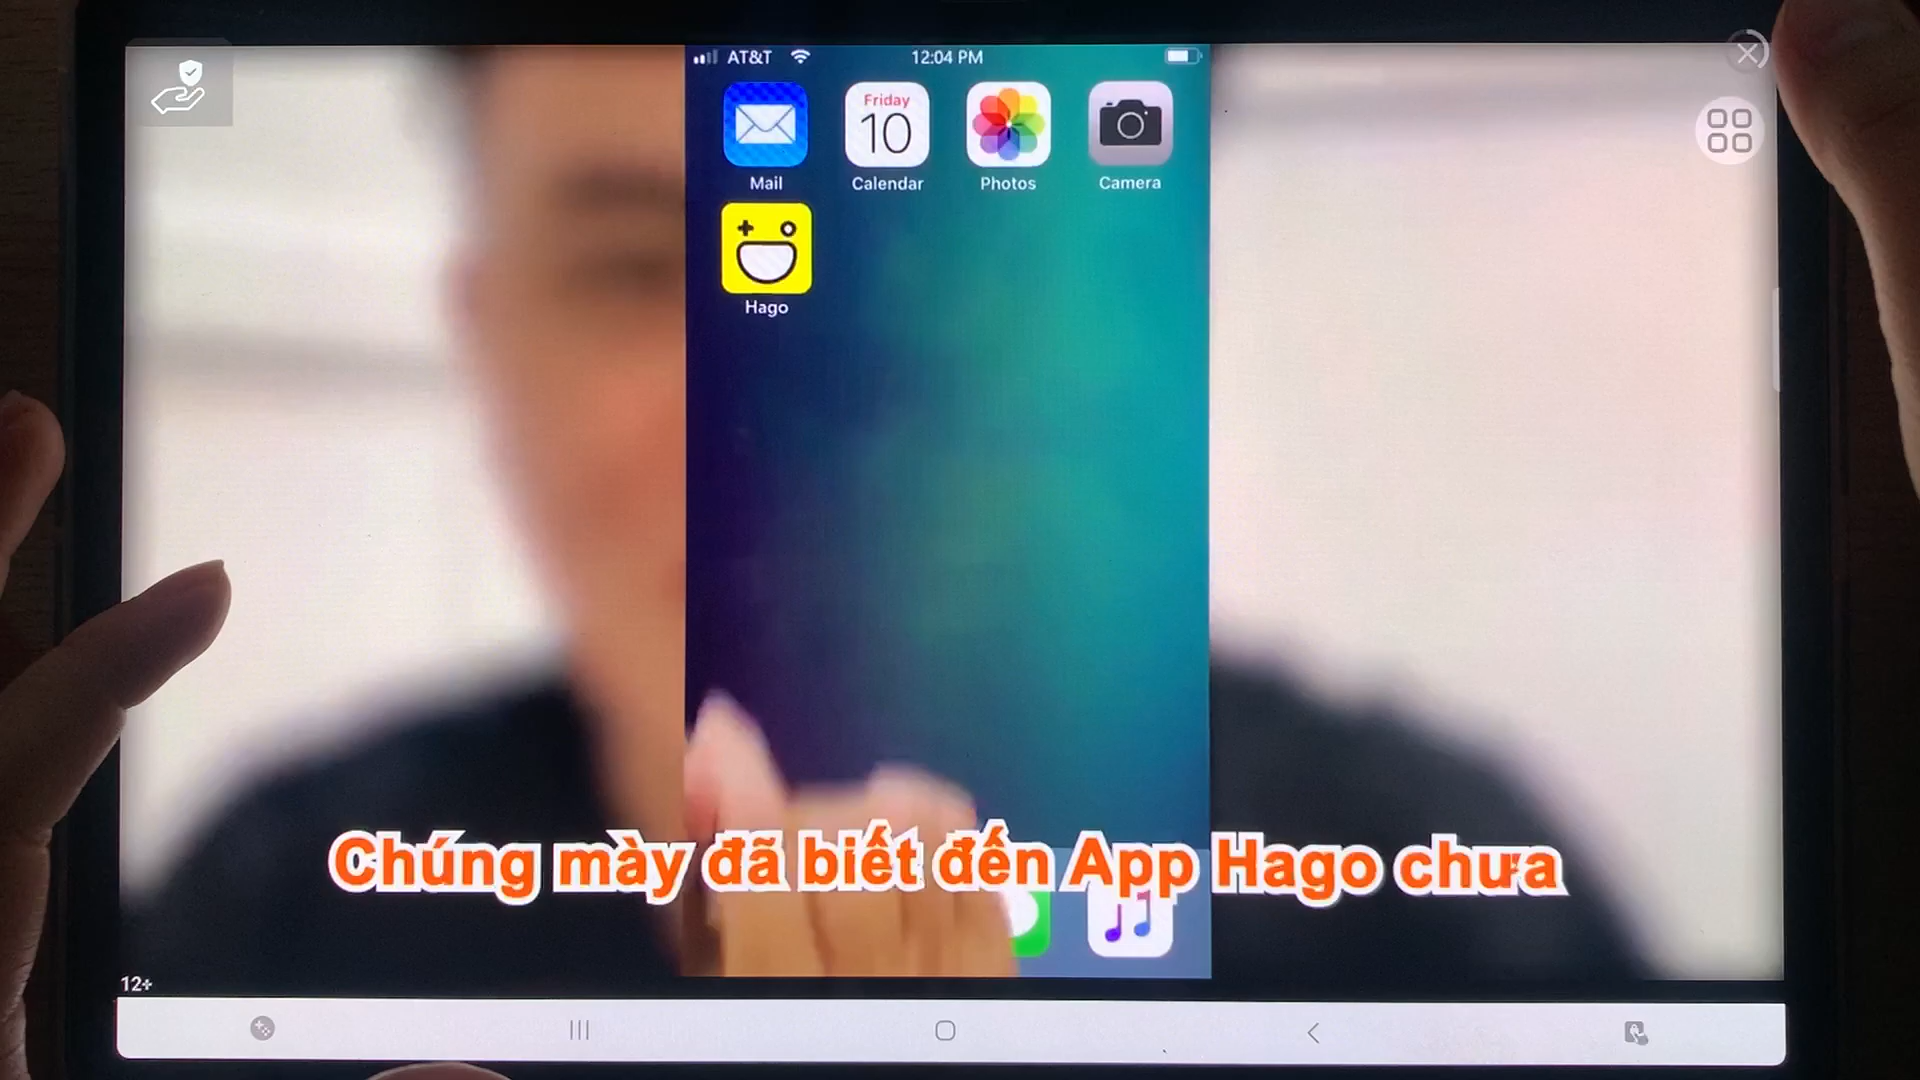 AT&T 12:04 PM
Friday
10
Mail Calendar Photos Camera
Hago
Chúng mày đã biết đến App Hago chưa
12+